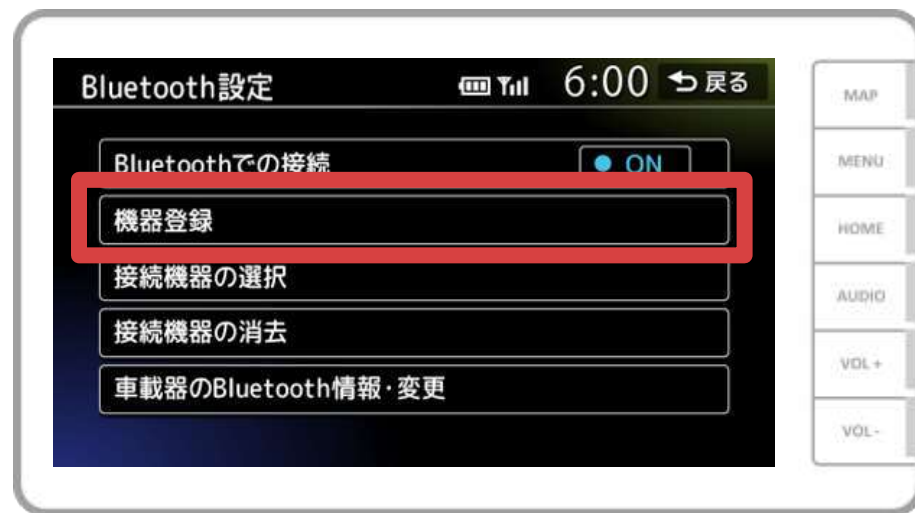 Bluetooth設定 6:00 戻る
Bluetoothでの接続 ON
機器登録
接続機器の選択
接続機器の消去
車載器のBluetooth情報・変更
MAP
MENU
HOME
AUDIO
VOL+
VOL-